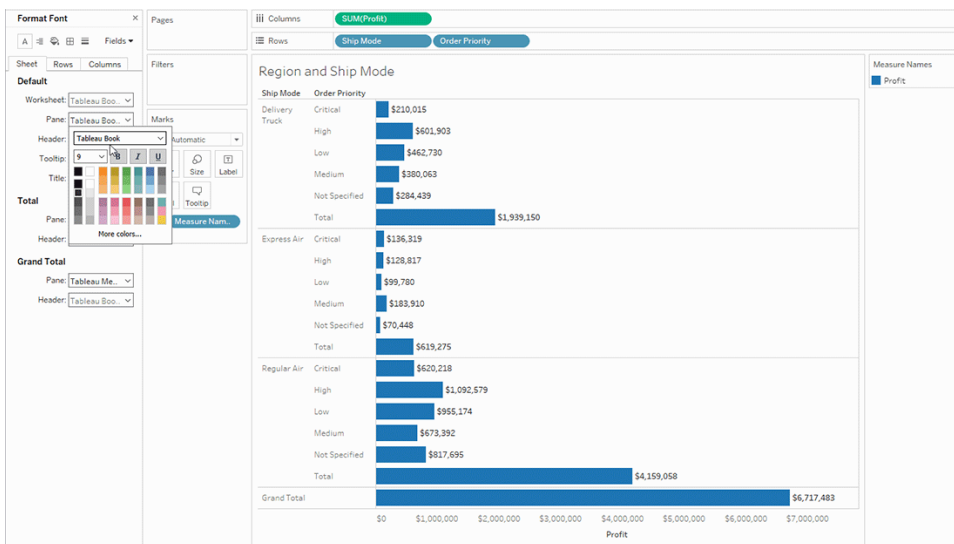 Format Font ×
A Fields
Sheet Rows Columns
Default
Worksheet: Tableau Boo..
Pane: Tableau Boo..
Header:
Tableau Book
Tooltip:
9 B I U
Title:
Total
Pane:
More colors...
Header:
Grand Total
Pane: Tableau Me..
Header: Tableau Boo..
Pages
Filters
Marks
Automatic
Size Label
Tooltip
Measure Nam..
Columns SUM(Profit)
Rows Ship Mode Order Priority
Region and Ship Mode
Ship Mode Order Priority
Delivery Truck Critical $210,015
High $601,903
Low $462,730
Medium $380,063
Not Specified $284,439
Total $1,939,150
Express Air Critical $136,319
High $128,817
Low $99,780
Medium $183,910
Not Specified $70,448
Total $619,275
Regular Air Critical $620,218
High $1,092,579
Low $955,174
Medium $673,392
Not Specified $817,695
Total $4,159,058
Grand Total $6,717,483
$0 $1,000,000 $2,000,000 $3,000,000 $4,000,000 $5,000,000 $6,000,000 $7,000,000
Profit
Measure Names
Profit